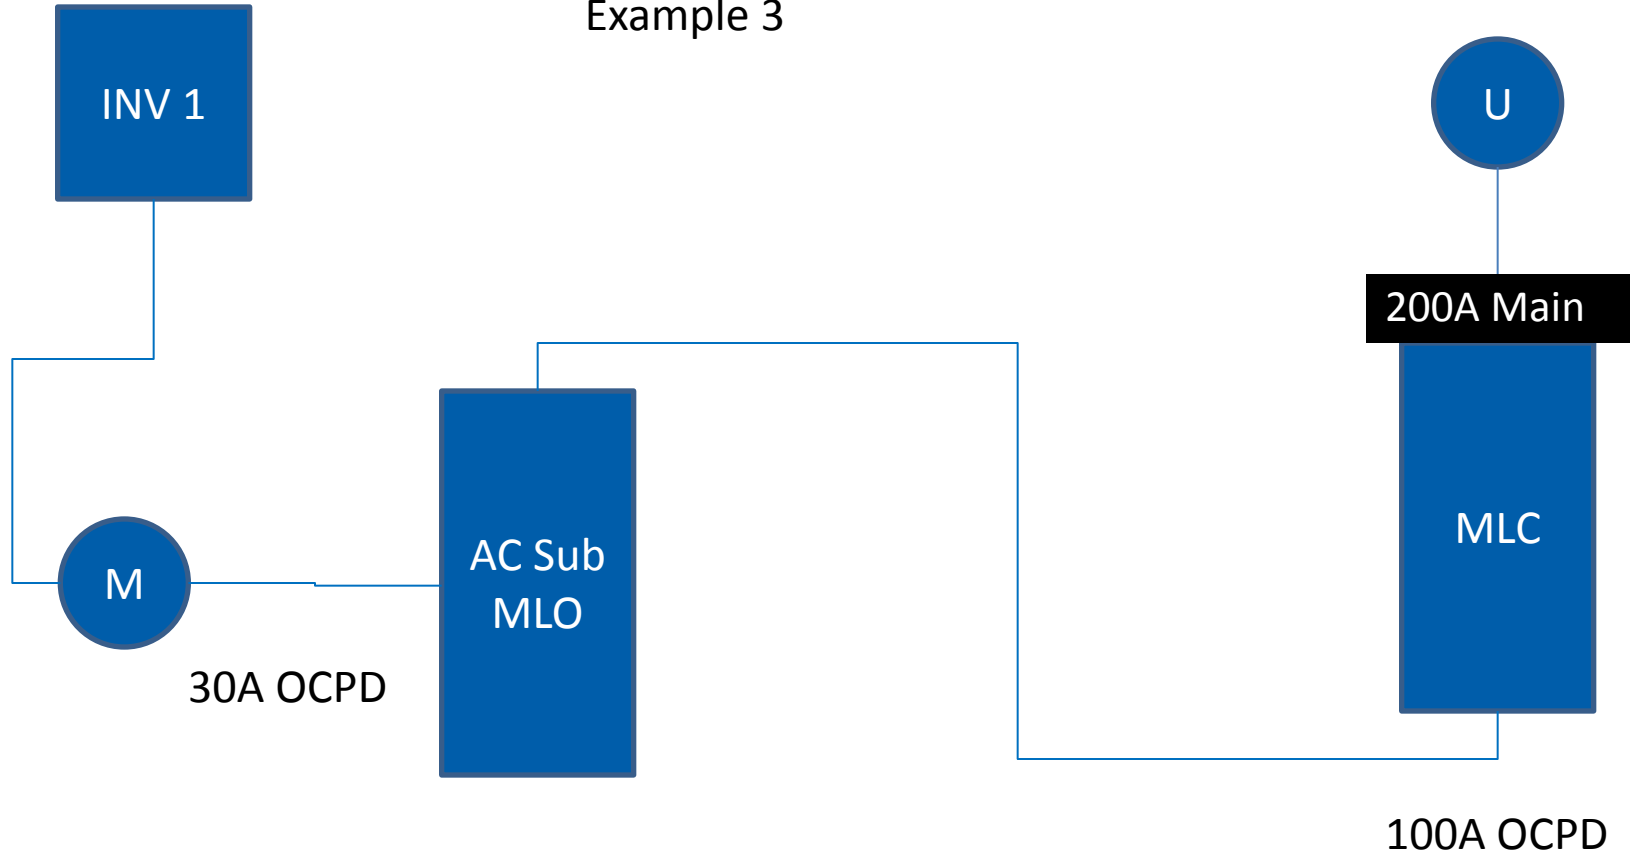 Example 3
INV 1
U
200A Main
MLC
AC Sub
MLO
M
30A OCPD
100A OCPD